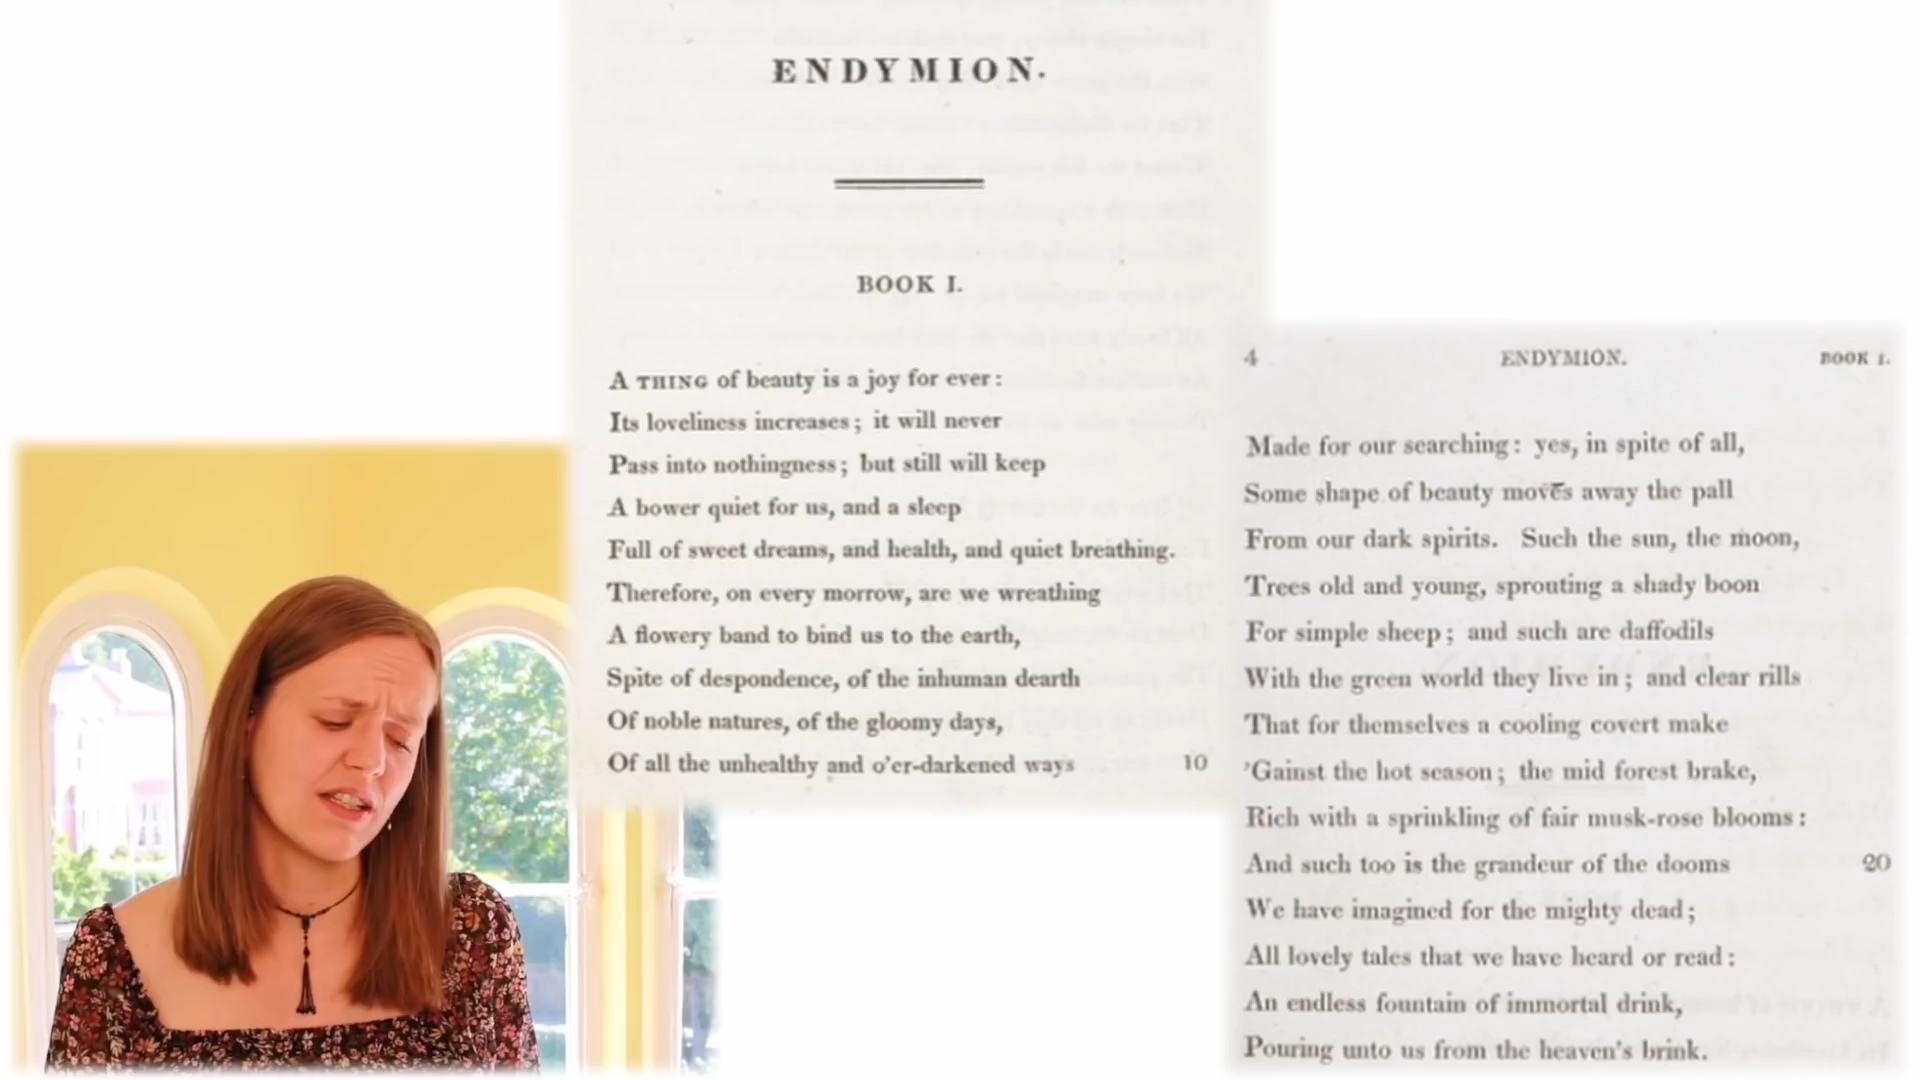 ENDYMION.
BOOK I.
A THING of beauty is a joy for ever:
Its loveliness increases; it will never
Pass into nothingness; but still will keep
A bower quiet for us, and a sleep
Full of sweet dreams, and health, and quiet breathing.
Therefore, on every morrow, are we wreathing
A flowery band to bind us to the earth,
Spite of despondence, of the inhuman dearth
Of noble natures, of the gloomy days,
Of all the unhealthy and o'er-darkened ways 10
4 ENDYMION. BOOK I.
Made for our searching: yes, in spite of all,
Some shape of beauty moves away the pall
From our dark spirits. Such the sun, the moon,
Trees old and young, sprouting a shady boon
For simple sheep; and such are daffodils
With the green world they live in; and clear rills
That for themselves a cooling covert make
'Gainst the hot season; the mid forest brake,
Rich with a sprinkling of fair musk-rose blooms:
And such too is the grandeur of the dooms 20
We have imagined for the mighty dead;
All lovely tales that we have heard or read:
An endless fountain of immortal drink,
Pouring unto us from the heaven's brink.